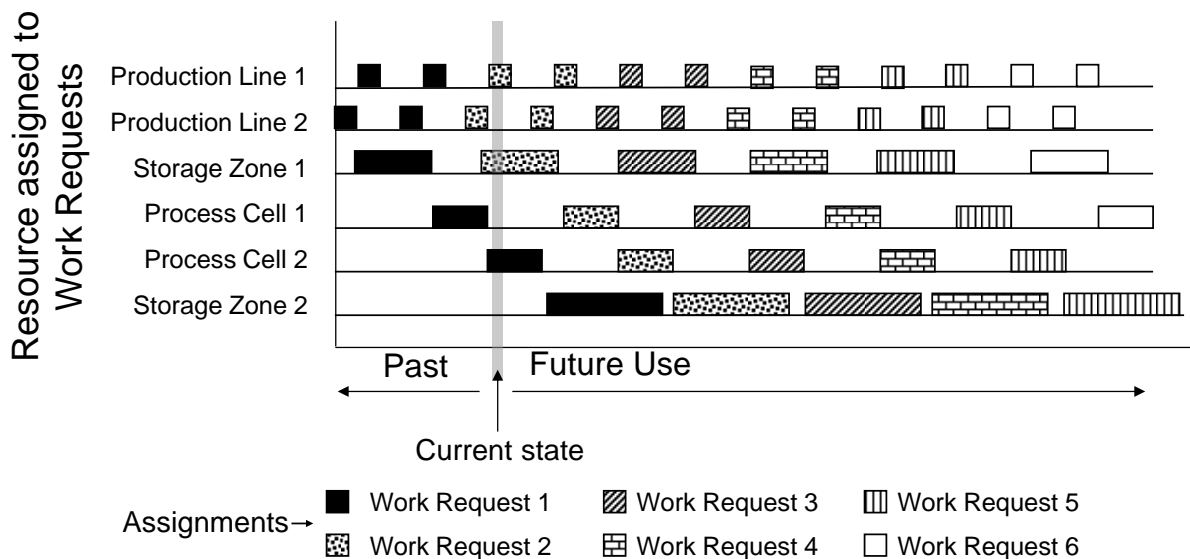 Resource assigned to
Work Requests
Production Line 1
Production Line 2
Storage Zone 1
Process Cell 1
Process Cell 2
Storage Zone 2
Past
Future Use
Current state
Assignments
Work Request 1
Work Request 3
Work Request 5
Work Request 2
Work Request 4
Work Request 6